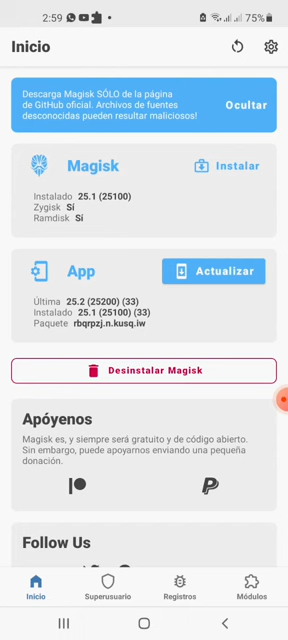 2:59
75%
Inicio
Descarga Magisk SÓLO de la página
de GitHub oficial. Archivos de fuentes
desconocidas pueden resultar maliciosos!
Ocultar
Magisk
Instalar
Instalado 25.1 (25100)
Zygisk Sí
Ramdisk Sí
App
Actualizar
Última 25.2 (25200) (33)
Instalado 25.1 (25100) (33)
Paquete rbqrpzj.n.kusq.iw
Desinstalar Magisk
Apóyenos
Magisk es, y siempre será gratuito y de código abierto.
Sin embargo, puede apoyarnos enviando una pequeña
donación.
Follow Us
Inicio
Superusuario
Registros
Módulos